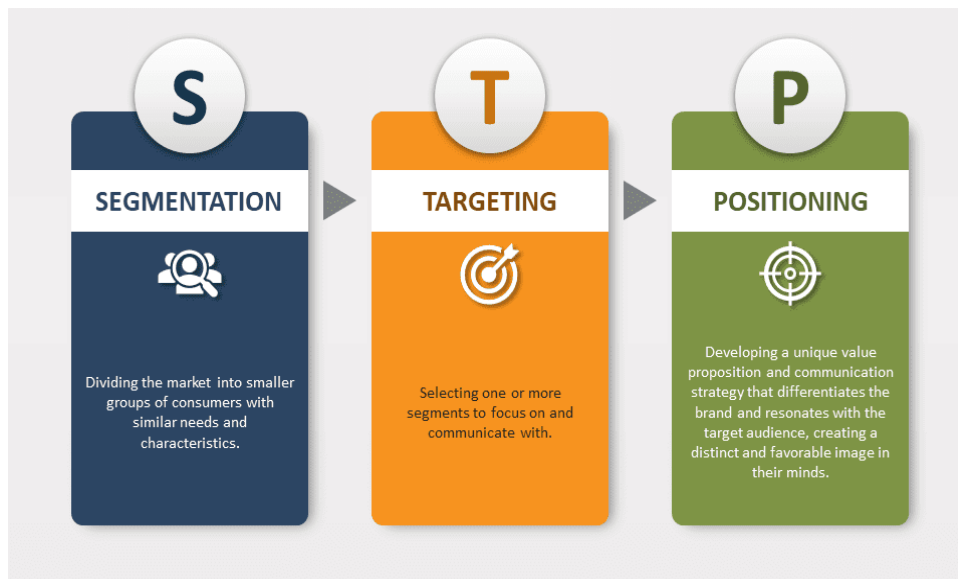 S
SEGMENTATION
Dividing the market into smaller
groups of consumers with
similar needs and
characteristics.
T
TARGETING
Selecting one or more
segments to focus on and
communicate with.
P
POSITIONING
Developing a unique value
proposition and communication
strategy that differentiates the
brand and resonates with the
target audience, creating a
distinct and favorable image in
their minds.